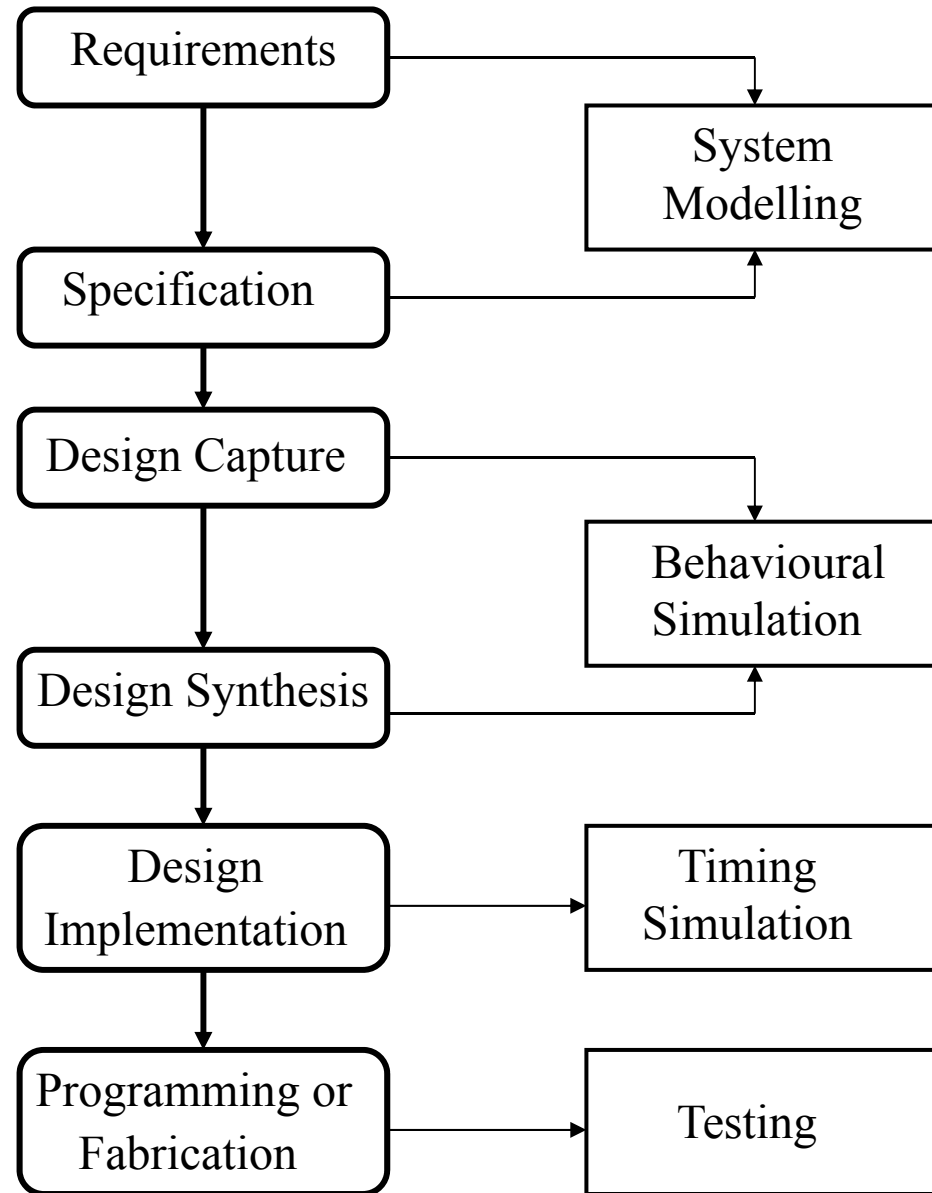 Requirements
System
Modelling
Specification
Design Capture
Behavioural
Simulation
Design Synthesis
Design
Implementation
Timing
Simulation
Programming or
Fabrication
Testing